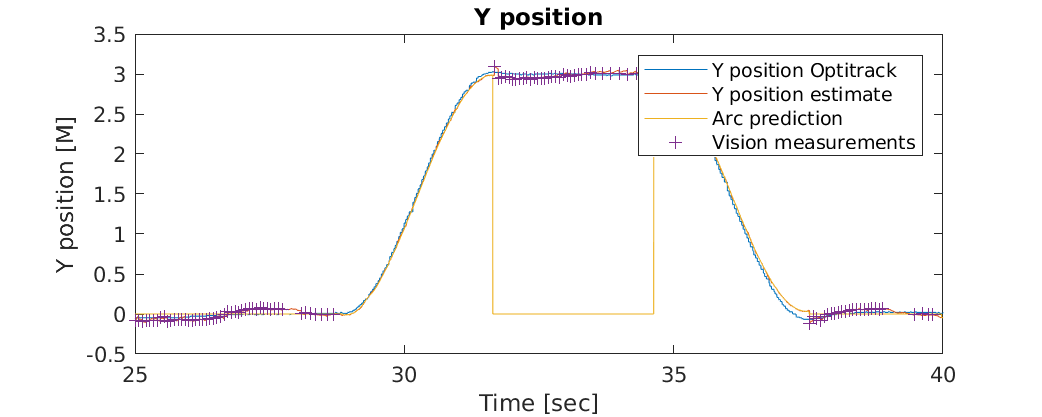 Y position
3.5
3
2.5
2
1.5
1
0.5
0
-0.5
Y position [M]
Y position Optitrack
Y position estimate
Arc prediction
Vision measurements
25
30
35
40
Time [sec]